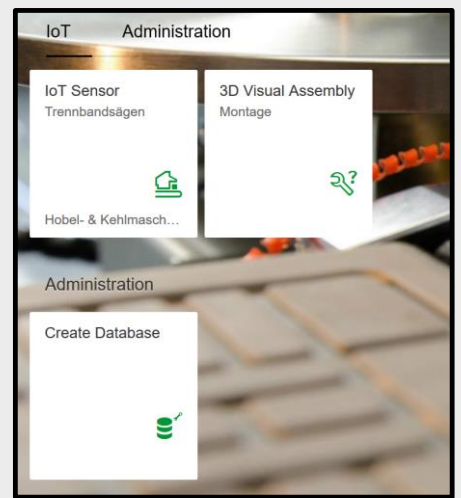 IoT Administration
IoT Sensor
Trennbandsägen
Hobel- & Kehlmasch...
3D Visual Assembly
Montage
?
Administration
Create Database